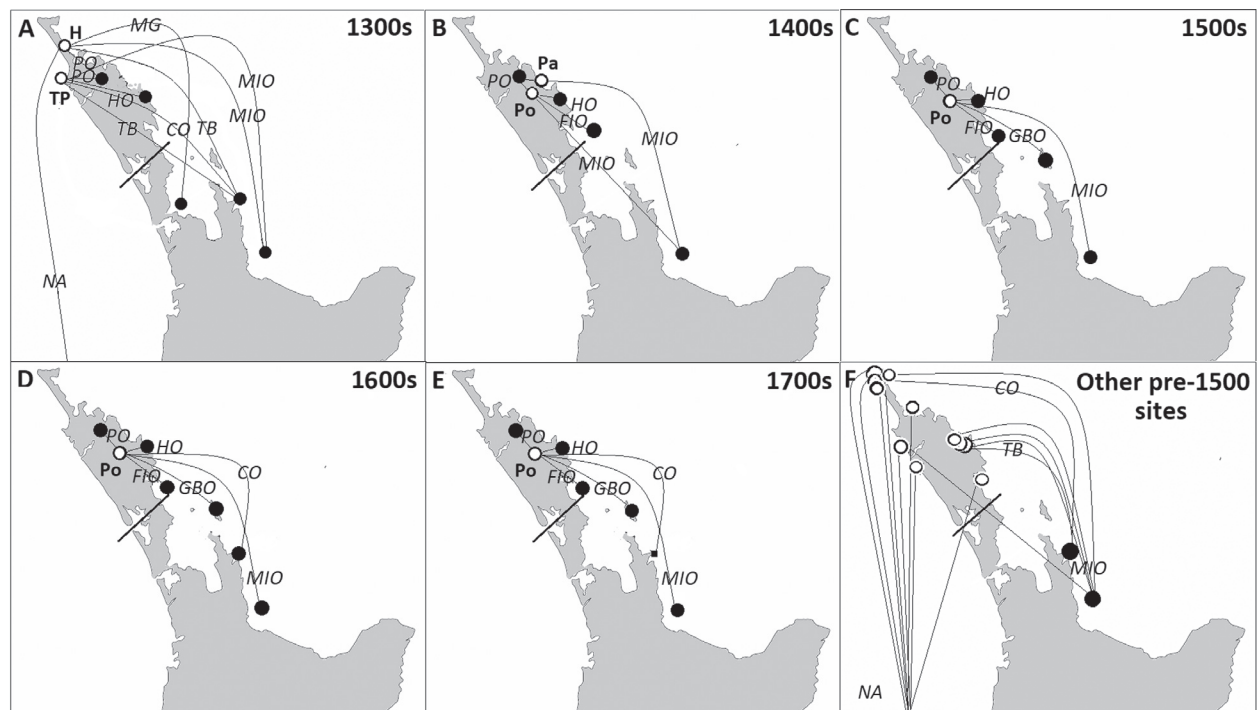 A
1300s
H
MG
PO
PO
TP
HO
MIO
MIO
TB
CO
TB
NA
B
1400s
Pa
PO
Po
HO
FIO
MIO
MIO
C
1500s
PO
HO
Po
FIO
GBO
MIO
D
1600s
PO
HO
Po
FIO
GBO
CO
MIO
E
1700s
PO
HO
Po
FIO
GBO
CO
MIO
F
Other pre-1500
sites
CO
TB
MIO
NA